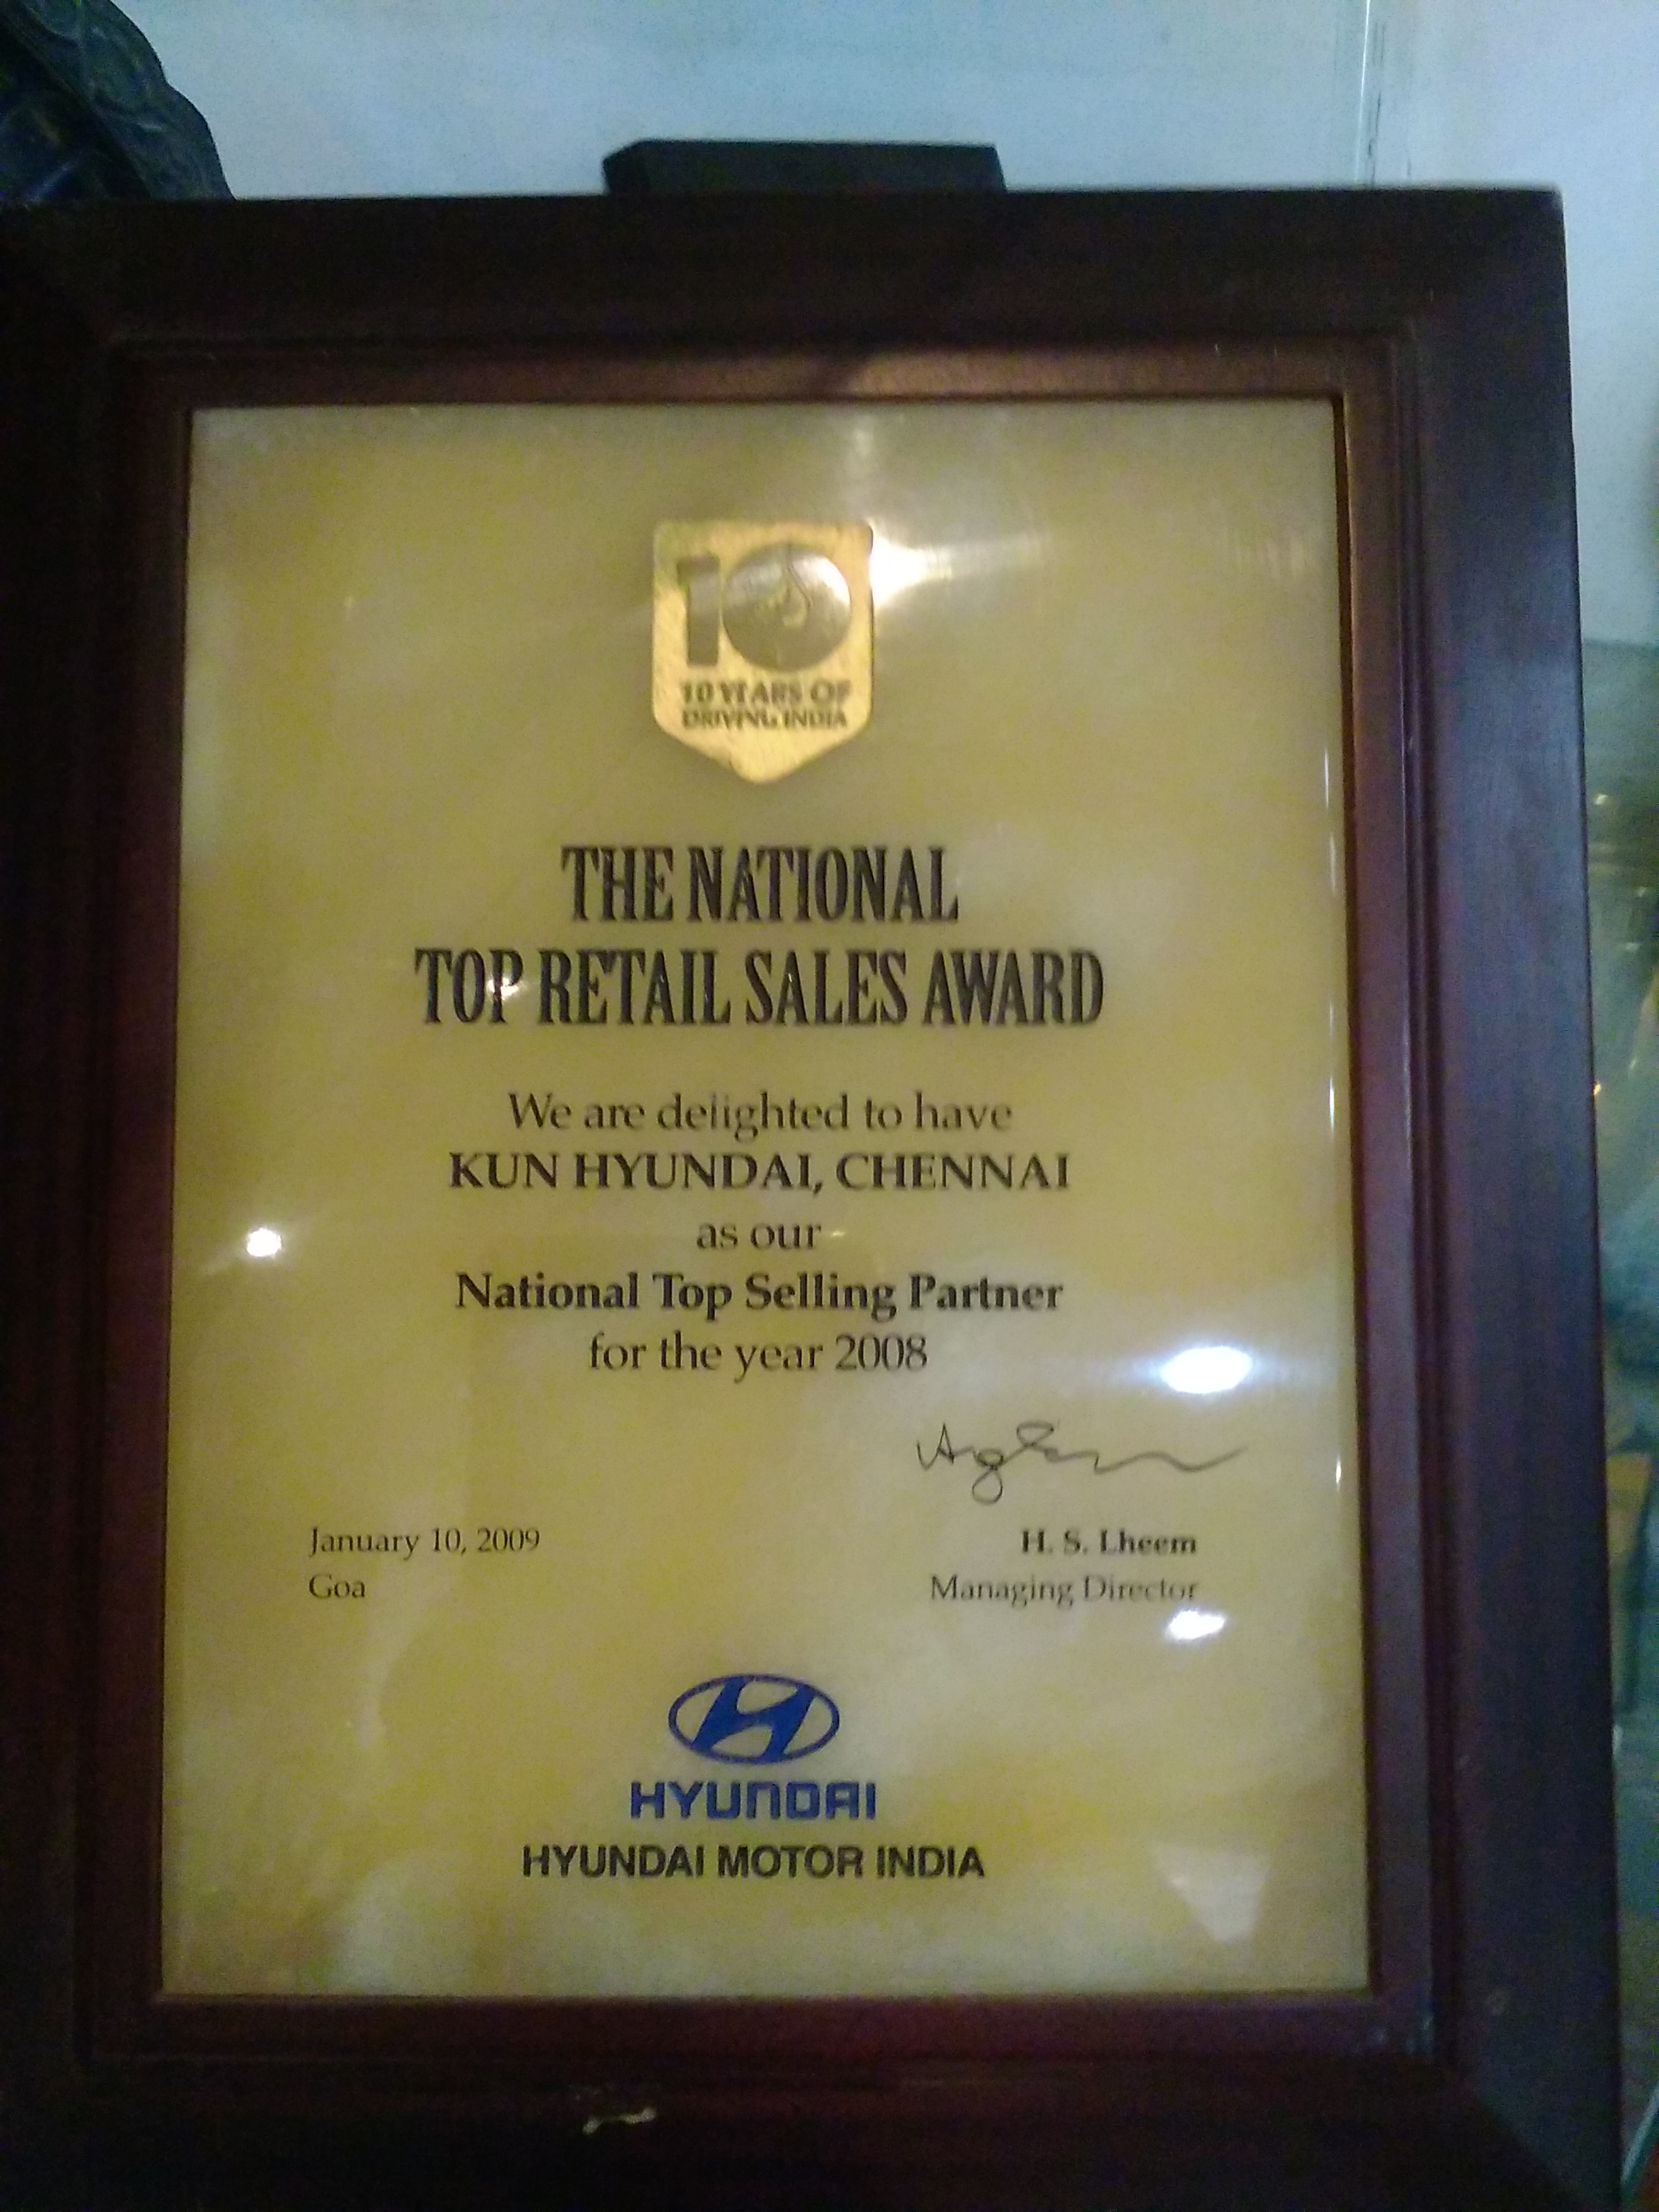 10
10 YEARS OF
DRIVING INDIA
THE NATIONAL
TOP RETAIL SALES AWARD
We are delighted to have
KUN HYUNDAI, CHENNAI
as our
National Top Selling Partner
for the year 2008
January 10, 2009
Goa
H. S. Lheem
Managing Director
HYUNDAI
HYUNDAI MOTOR INDIA